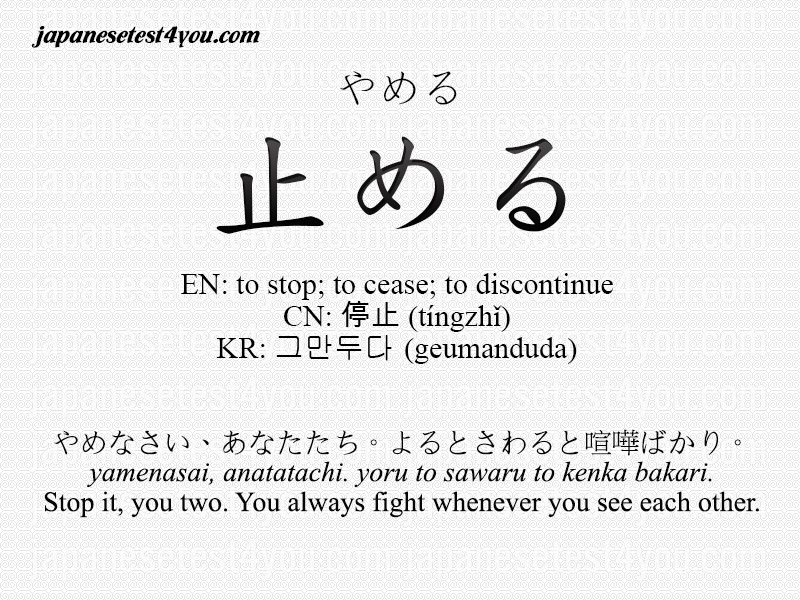 japanesetest4you.com
やめる
止める
EN: to stop; to cease; to discontinue
CN: 停止 (tíngzhǐ)
KR: 그만두다 (geumanduda)
やめなさい、あなたたち。よるとさわると喧嘩ばかり。
yamenasai, anatatachi. yoru to sawaru to kenka bakari.
Stop it, you two. You always fight whenever you see each other.